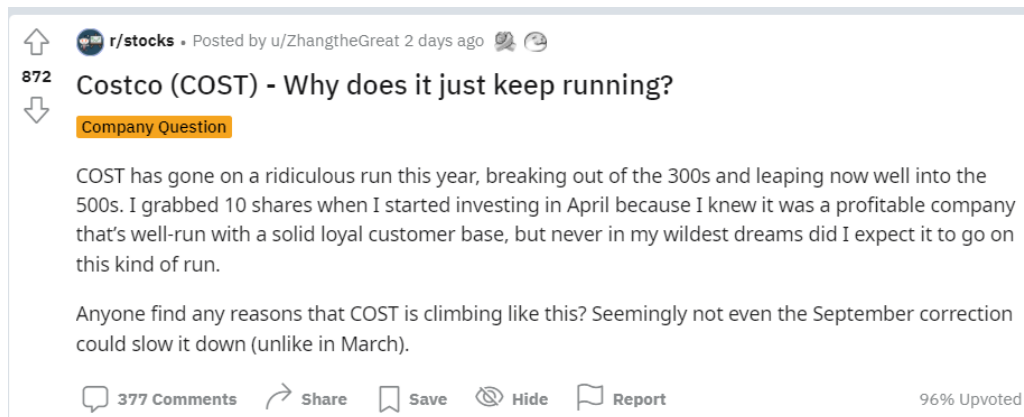 r/stocks • Posted by u/ZhangtheGreat 2 days ago
872
Costco (COST) - Why does it just keep running?
Company Question
COST has gone on a ridiculous run this year, breaking out of the 300s and leaping now well into the
500s. I grabbed 10 shares when I started investing in April because I knew it was a profitable company
that’s well-run with a solid loyal customer base, but never in my wildest dreams did I expect it to go on
this kind of run.
Anyone find any reasons that COST is climbing like this? Seemingly not even the September correction
could slow it down (unlike in March).
377 Comments Share Save Hide Report 96% Upvoted